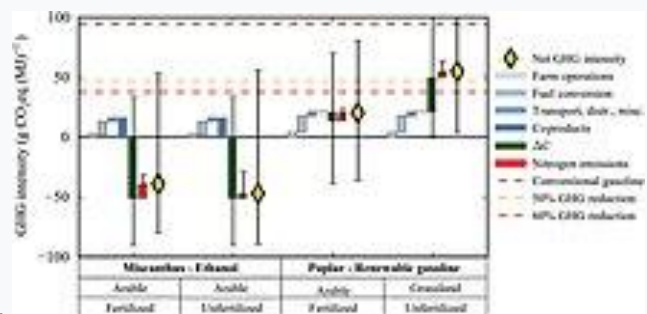 GHG intensity (g CO₂eq (MJ)⁻¹)
100
50
0
−50
−100
Net GHG intensity
Farm operations
Fuel conversion
Transport, distr., misc.
Coproducts
ΔC
Nitrogen emissions
Conventional gasoline
50% GHG reduction
60% GHG reduction
Miscanthus - Ethanol Poplar - Renewable gasoline
Arable Arable Arable Grassland
Fertilized Unfertilized Fertilized Unfertilized